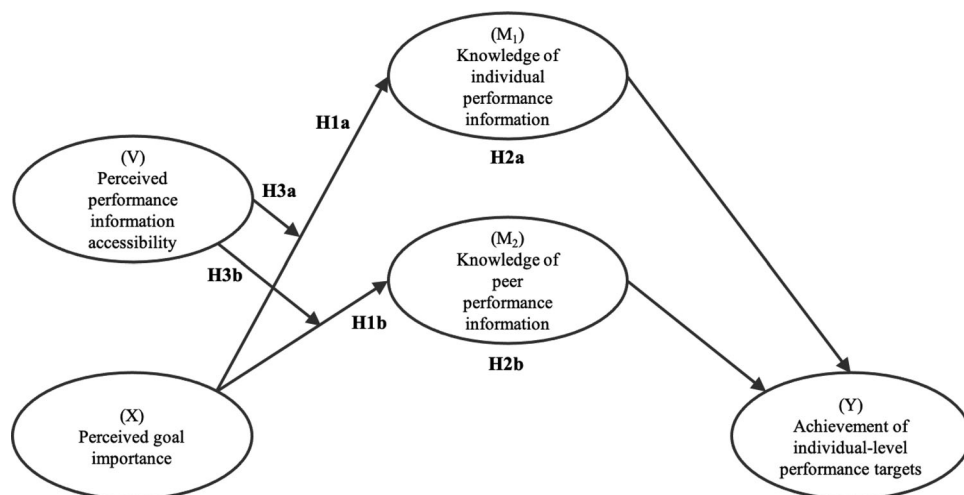 (M₁)
Knowledge of
individual
performance
information
H1a
H2a
(V)
Perceived
performance
information
accessibility
H3a
(M₂)
Knowledge of
peer
performance
information
H3b
H1b
H2b
(X)
Perceived goal
importance
(Y)
Achievement of
individual-level
performance targets